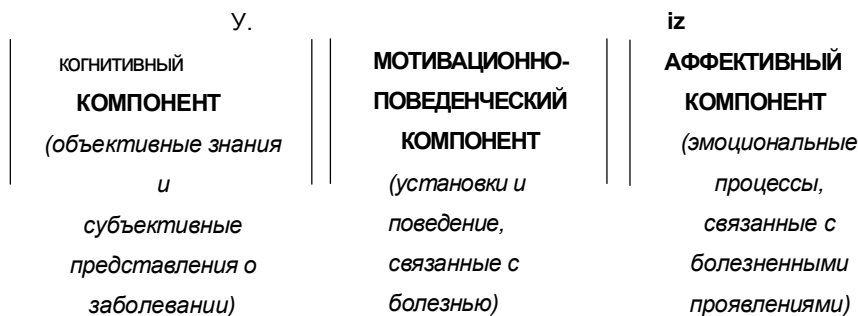 У. iz
КОГНИТИВНЫЙ
КОМПОНЕНТ
(объективные знания
и
субъективные
представления о
заболевании)
МОТИВАЦИОННО-
ПОВЕДЕНЧЕСКИЙ
КОМПОНЕНТ
(установки и
поведение,
связанные с
болезнью)
АФФЕКТИВНЫЙ
КОМПОНЕНТ
(эмоциональные
процессы,
связанные с
болезненными
проявлениями)